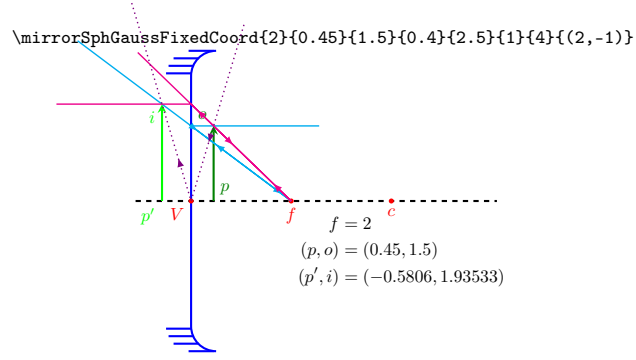 \mirrorSphGaussFixedCoord{2}{0.45}{1.5}{0.4}{2.5}{1}{4}{(2,-1)}
i
o
p
p'
V
f
c
f = 2
(p, o) = (0.45, 1.5)
(p', i) = (−0.5806, 1.93533)